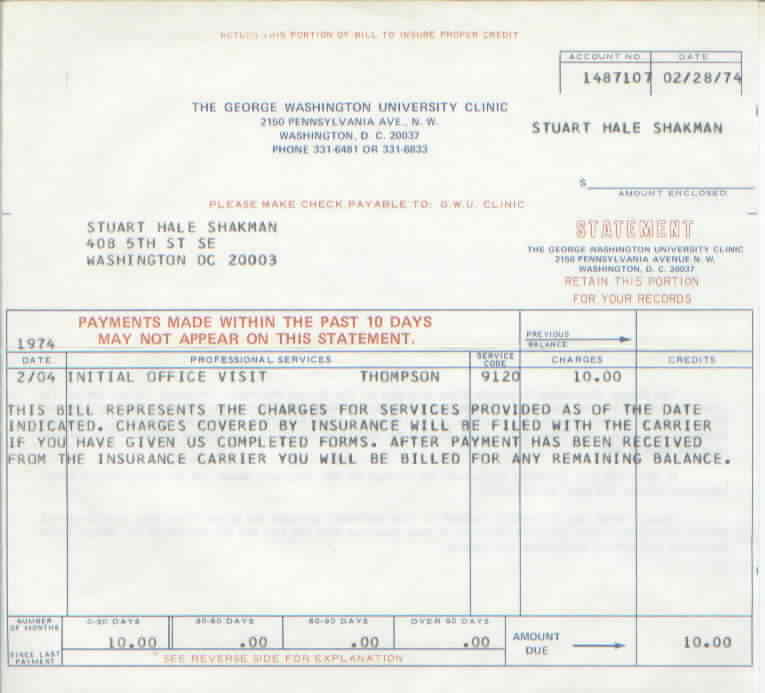 RETURN THIS PORTION OF BILL TO INSURE PROPER CREDIT
ACCOUNT NO. DATE
1487107 02/28/74
THE GEORGE WASHINGTON UNIVERSITY CLINIC
2150 PENNSYLVANIA AVE., N. W.
WASHINGTON, D. C. 20037
PHONE 331-6481 OR 331-6833
STUART HALE SHAKMAN
$
AMOUNT ENCLOSED
PLEASE MAKE CHECK PAYABLE TO: G.W.U. CLINIC
STUART HALE SHAKMAN
408 5TH ST SE
WASHINGTON DC 20003
STATEMENT
THE GEORGE WASHINGTON UNIVERSITY CLINIC
2150 PENNSYLVANIA AVENUE N. W.
WASHINGTON, D. C. 20037
RETAIN THIS PORTION
FOR YOUR RECORDS
PAYMENTS MADE WITHIN THE PAST 10 DAYS
MAY NOT APPEAR ON THIS STATEMENT.
1974
PREVIOUS
BALANCE
DATE PROFESSIONAL SERVICES SERVICE CODE CHARGES CREDITS
2/04 INITIAL OFFICE VISIT THOMPSON 9120 10.00
THIS BILL REPRESENTS THE CHARGES FOR SERVICES PROVIDED AS OF THE DATE
INDICATED. CHARGES COVERED BY INSURANCE WILL BE FILED WITH THE CARRIER
IF YOU HAVE GIVEN US COMPLETED FORMS. AFTER PAYMENT HAS BEEN RECEIVED
FROM THE INSURANCE CARRIER YOU WILL BE BILLED FOR ANY REMAINING BALANCE.
NUMBER OF MONTHS SINCE LAST PAYMENT
0-30 DAYS 30-60 DAYS 60-90 DAYS OVER 90 DAYS
10.00 .00 .00 .00
AMOUNT DUE 10.00
SEE REVERSE SIDE FOR EXPLANATION